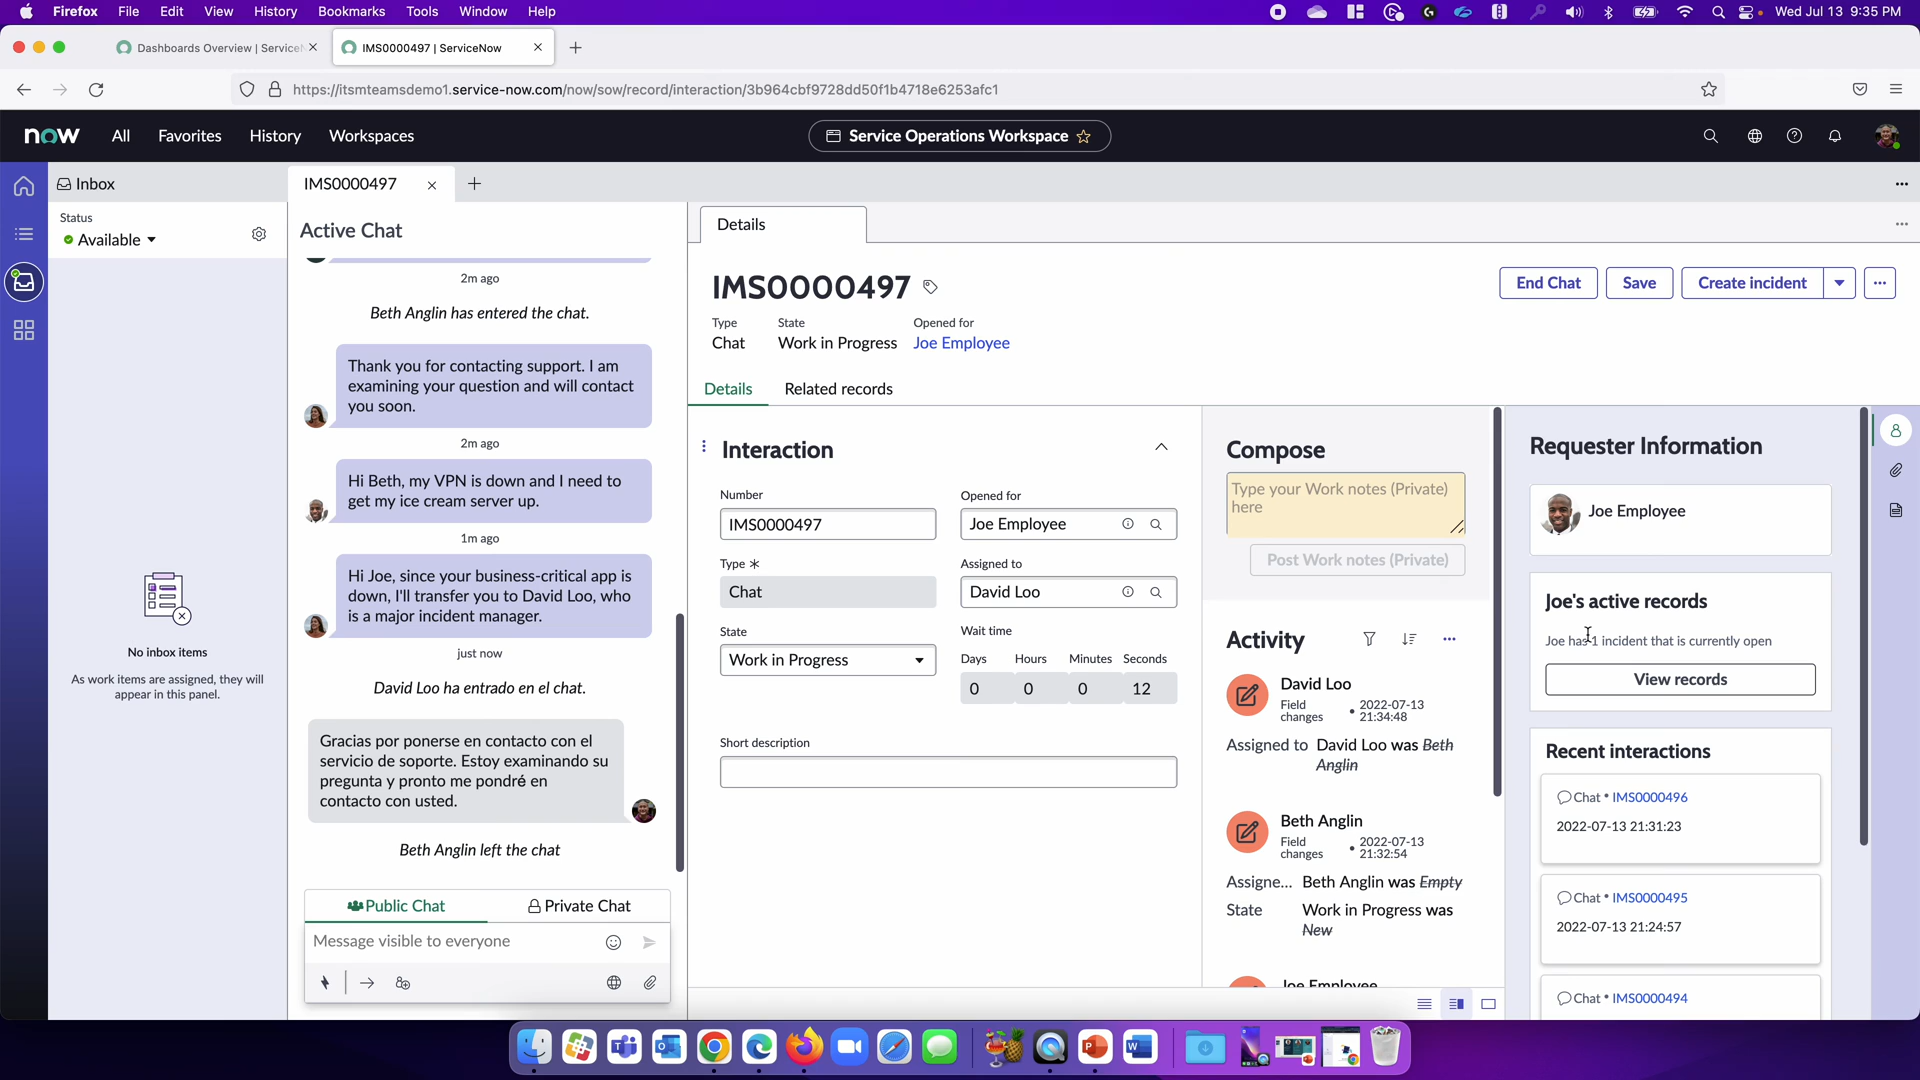 Firefox File Edit View History Bookmarks Tools Window Help
Wed Jul 13 9:35 PM
Dashboards Overview | Service
IMS0000497 | ServiceNow
https://itsmteamsdemo1.service-now.com/now/sow/record/interaction/3b964cbf9728dd50f1b4718e6253afc1
now All Favorites History Workspaces
Service Operations Workspace
Inbox
IMS0000497
Status
Available
No inbox items
As work items are assigned, they will
appear in this panel.
Active Chat
2m ago
Beth Anglin has entered the chat.
Thank you for contacting support. I am
examining your question and will contact
you soon.
2m ago
Hi Beth, my VPN is down and I need to
get my ice cream server up.
1m ago
Hi Joe, since your business-critical app is
down, I'll transfer you to David Loo, who
is a major incident manager.
just now
David Loo ha entrado en el chat.
Gracias por ponerse en contacto con el
servicio de soporte. Estoy examinando su
pregunta y pronto me pondré en
contacto con usted.
Beth Anglin left the chat
Public Chat
Private Chat
Message visible to everyone
Details
IMS0000497
End Chat
Save
Create incident
Type State Opened for
Chat Work in Progress Joe Employee
Details
Related records
Interaction
Number
IMS0000497
Opened for
Joe Employee
Type
Chat
Assigned to
David Loo
State
Work in Progress
Wait time
Days Hours Minutes Seconds
0 0 0 12
Short description
Compose
Type your Work notes (Private)
here
Post Work notes (Private)
Activity
David Loo
Field
changes
• 2022-07-13
21:34:48
Assigned to David Loo was Beth
Anglin
Beth Anglin
Field
changes
• 2022-07-13
21:32:54
Assigne... Beth Anglin was Empty
State Work in Progress was
New
Joe Employee
Requester Information
Joe Employee
Joe's active records
Joe has 1 incident that is currently open
View records
Recent interactions
Chat • IMS0000496
2022-07-13 21:31:23
Chat • IMS0000495
2022-07-13 21:24:57
Chat • IMS0000494